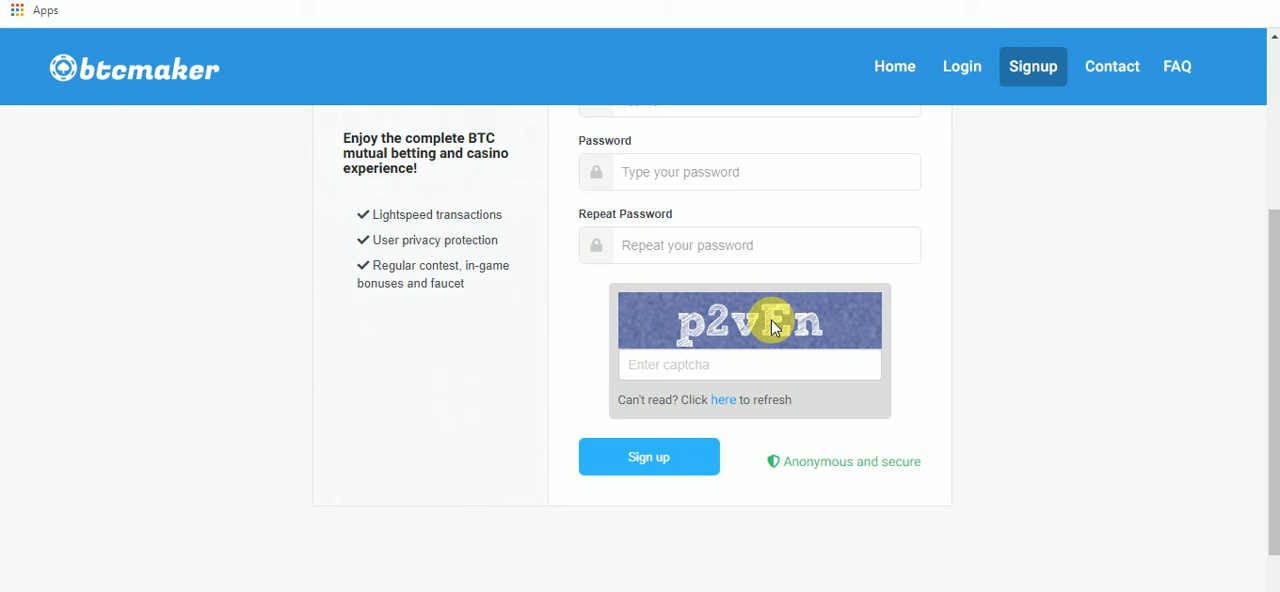 Apps
btcmaker
Home Login Signup Contact FAQ
Enjoy the complete BTC
mutual betting and casino
experience!
Lightspeed transactions
User privacy protection
Regular contest, in-game
bonuses and faucet
Password
Type your password
Repeat Password
Repeat your password
p2vEn
Enter captcha
Can't read? Click here to refresh
Sign up
Anonymous and secure